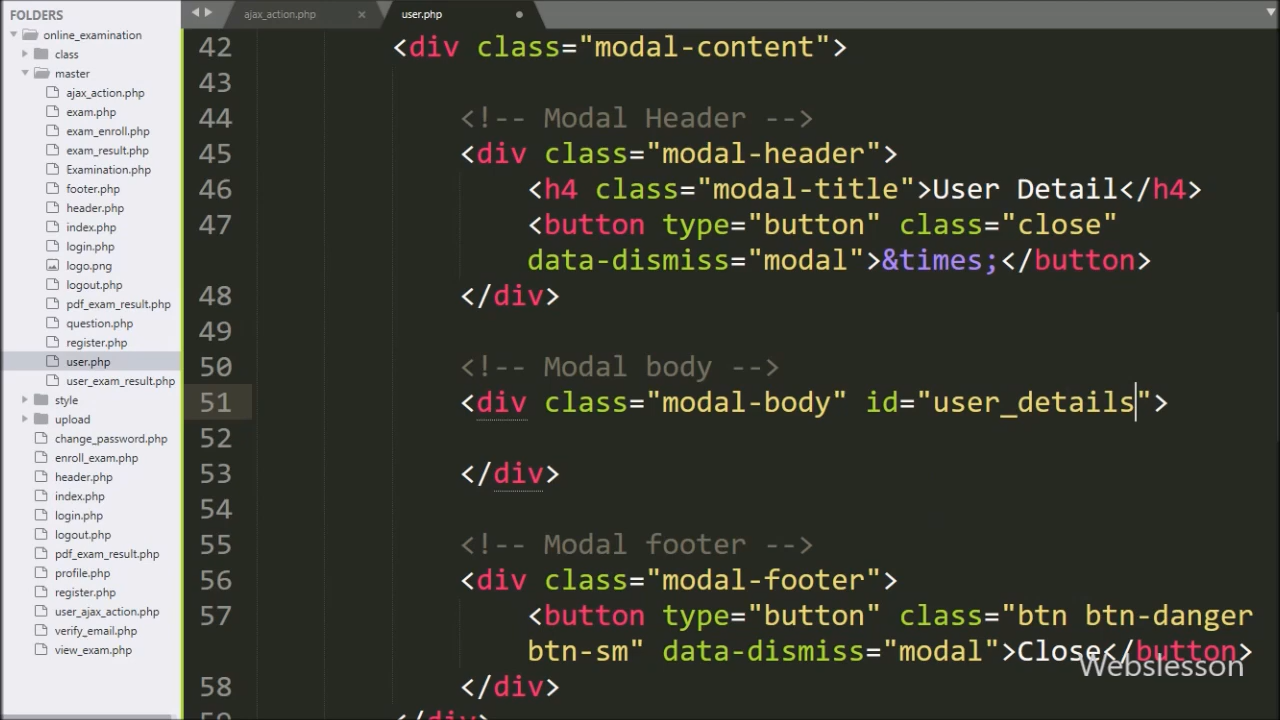 FOLDERS
online_examination
class
master
ajax_action.php
exam.php
exam_enroll.php
exam_result.php
Examination.php
footer.php
header.php
index.php
login.php
logo.png
logout.php
pdf_exam_result.php
question.php
register.php
user.php
user_exam_result.php
style
upload
change_password.php
enroll_exam.php
header.php
index.php
login.php
logout.php
pdf_exam_result.php
profile.php
register.php
user_ajax_action.php
verify_email.php
view_exam.php
ajax_action.php × user.php
42 <div class="modal-content">
43
44 <!-- Modal Header -->
45 <div class="modal-header">
46 <h4 class="modal-title">User Detail</h4>
47 <button type="button" class="close"
data-dismiss="modal">&times;</button>
48 </div>
49
50 <!-- Modal body -->
51 <div class="modal-body" id="user_details">
52
53 </div>
54
55 <!-- Modal footer -->
56 <div class="modal-footer">
57 <button type="button" class="btn btn-danger
btn-sm" data-dismiss="modal">Close</button>
Webslesson
58 </div>
59 </div>